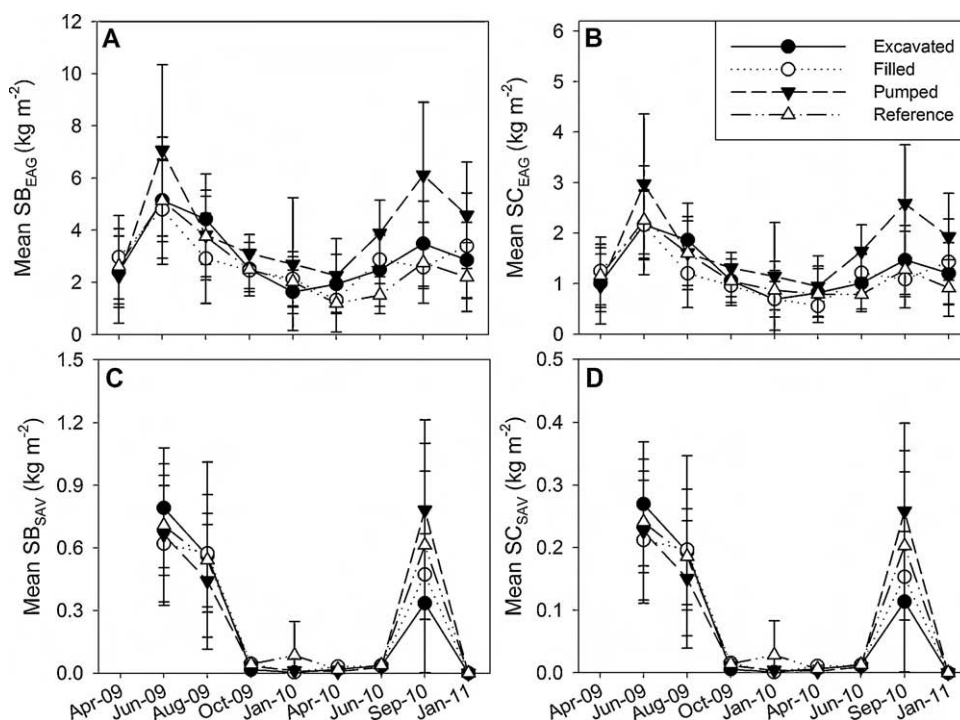 A
Mean SB_EAG (kg m⁻²)
12
10
8
6
4
2
0
B
Mean SC_EAG (kg m⁻²)
6
5
4
3
2
1
0
Excavated
Filled
Pumped
Reference
C
Mean SB_SAV (kg m⁻²)
1.5
1.2
0.9
0.6
0.3
0.0
Apr-09
Jun-09
Aug-09
Oct-09
Jan-10
Apr-10
Jun-10
Sep-10
Jan-11
D
Mean SC_SAV (kg m⁻²)
0.5
0.4
0.3
0.2
0.1
0.0
Apr-09
Jun-09
Aug-09
Oct-09
Jan-10
Apr-10
Jun-10
Sep-10
Jan-11